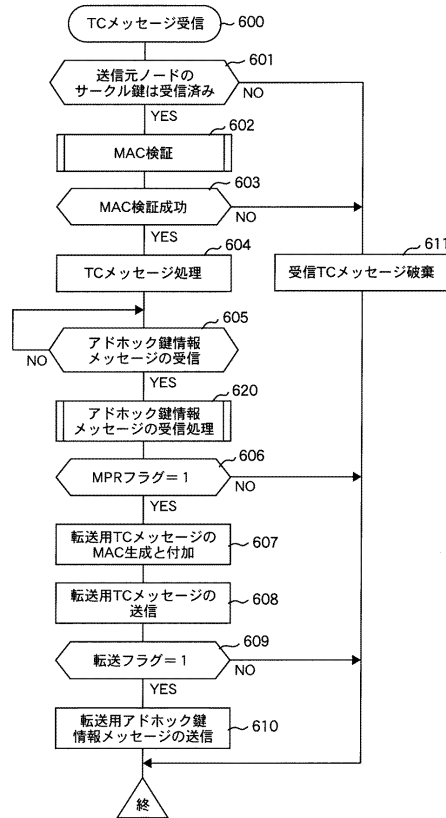 TCメッセージ受信
600
送信元ノードの
サークル鍵は受信済み
601
NO
YES
MAC検証
602
MAC検証成功
603
NO
YES
TCメッセージ処理
604
受信TCメッセージ破棄
611
アドホック鍵情報
メッセージの受信
605
NO
YES
アドホック鍵情報
メッセージの受信処理
620
MPRフラグ=1
606
NO
YES
転送用TCメッセージの
MAC生成と付加
607
転送用TCメッセージの
送信
608
転送フラグ=1
609
NO
YES
転送用アドホック鍵
情報メッセージの送信
610
終